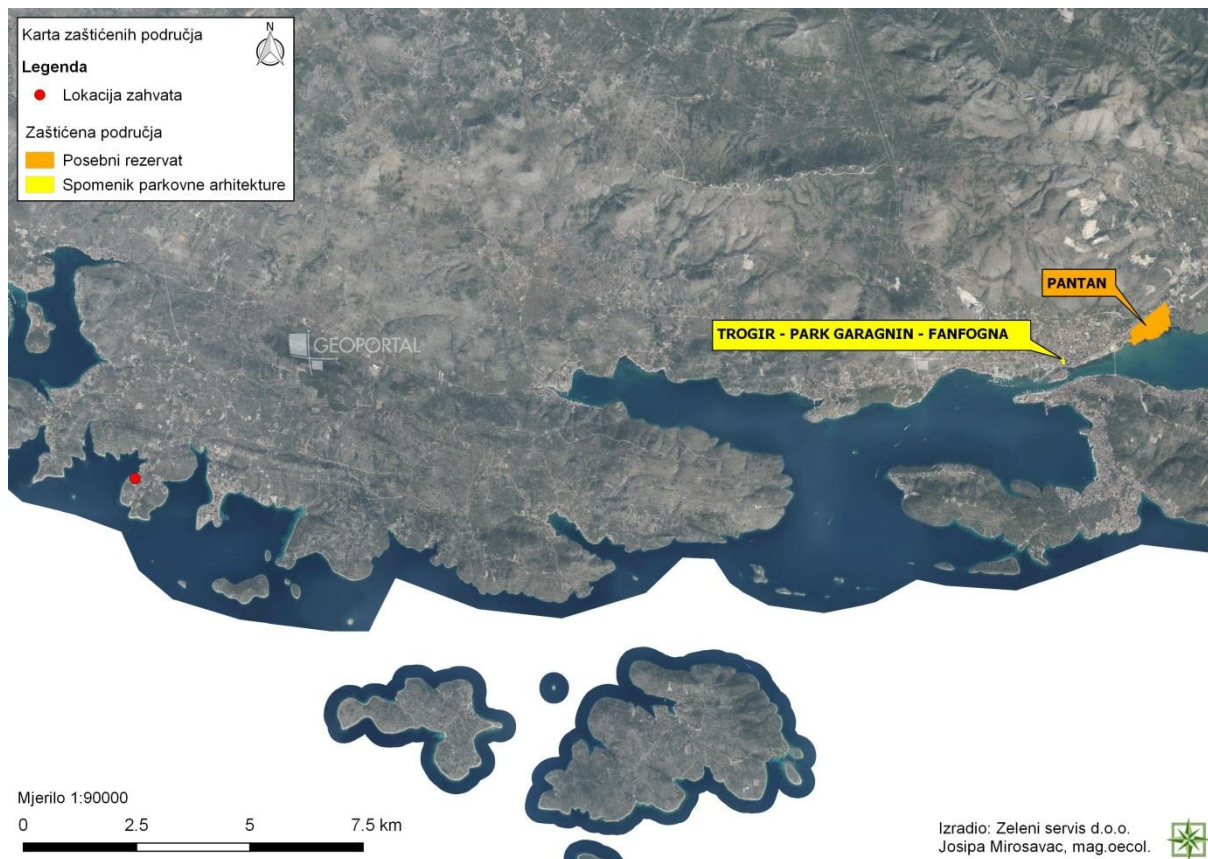 Karta zaštićenih područja
N
Legenda
Lokacija zahvata
Zaštićena područja
Posebni rezervat
Spomenik parkovne arhitekture
PANTAN
TROGIR - PARK GARAGNIN - FANFOGNA
GEOPORTAL
Mjerilo 1:90000
0 2.5 5 7.5 km
Izradio: Zeleni servis d.o.o.
Josipa Mirosavac, mag.oecol.